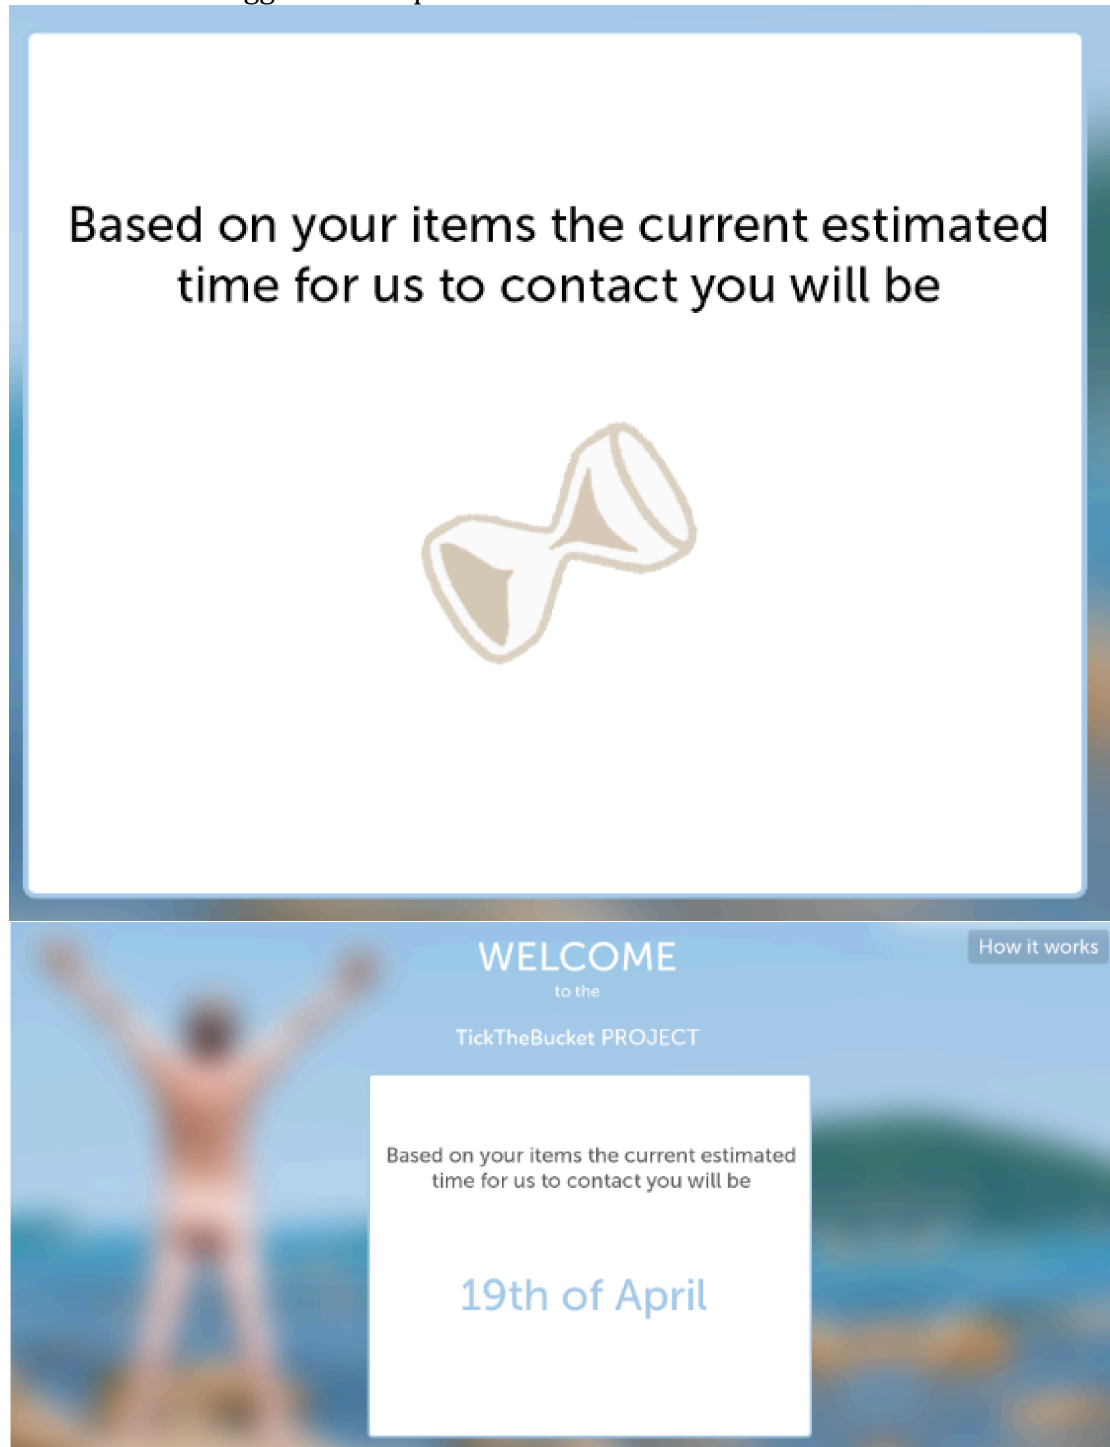 Based on your items the current estimated
time for us to contact you will be
WELCOME
How it works
to the
TickTheBucket PROJECT
Based on your items the current estimated
time for us to contact you will be
19th of April